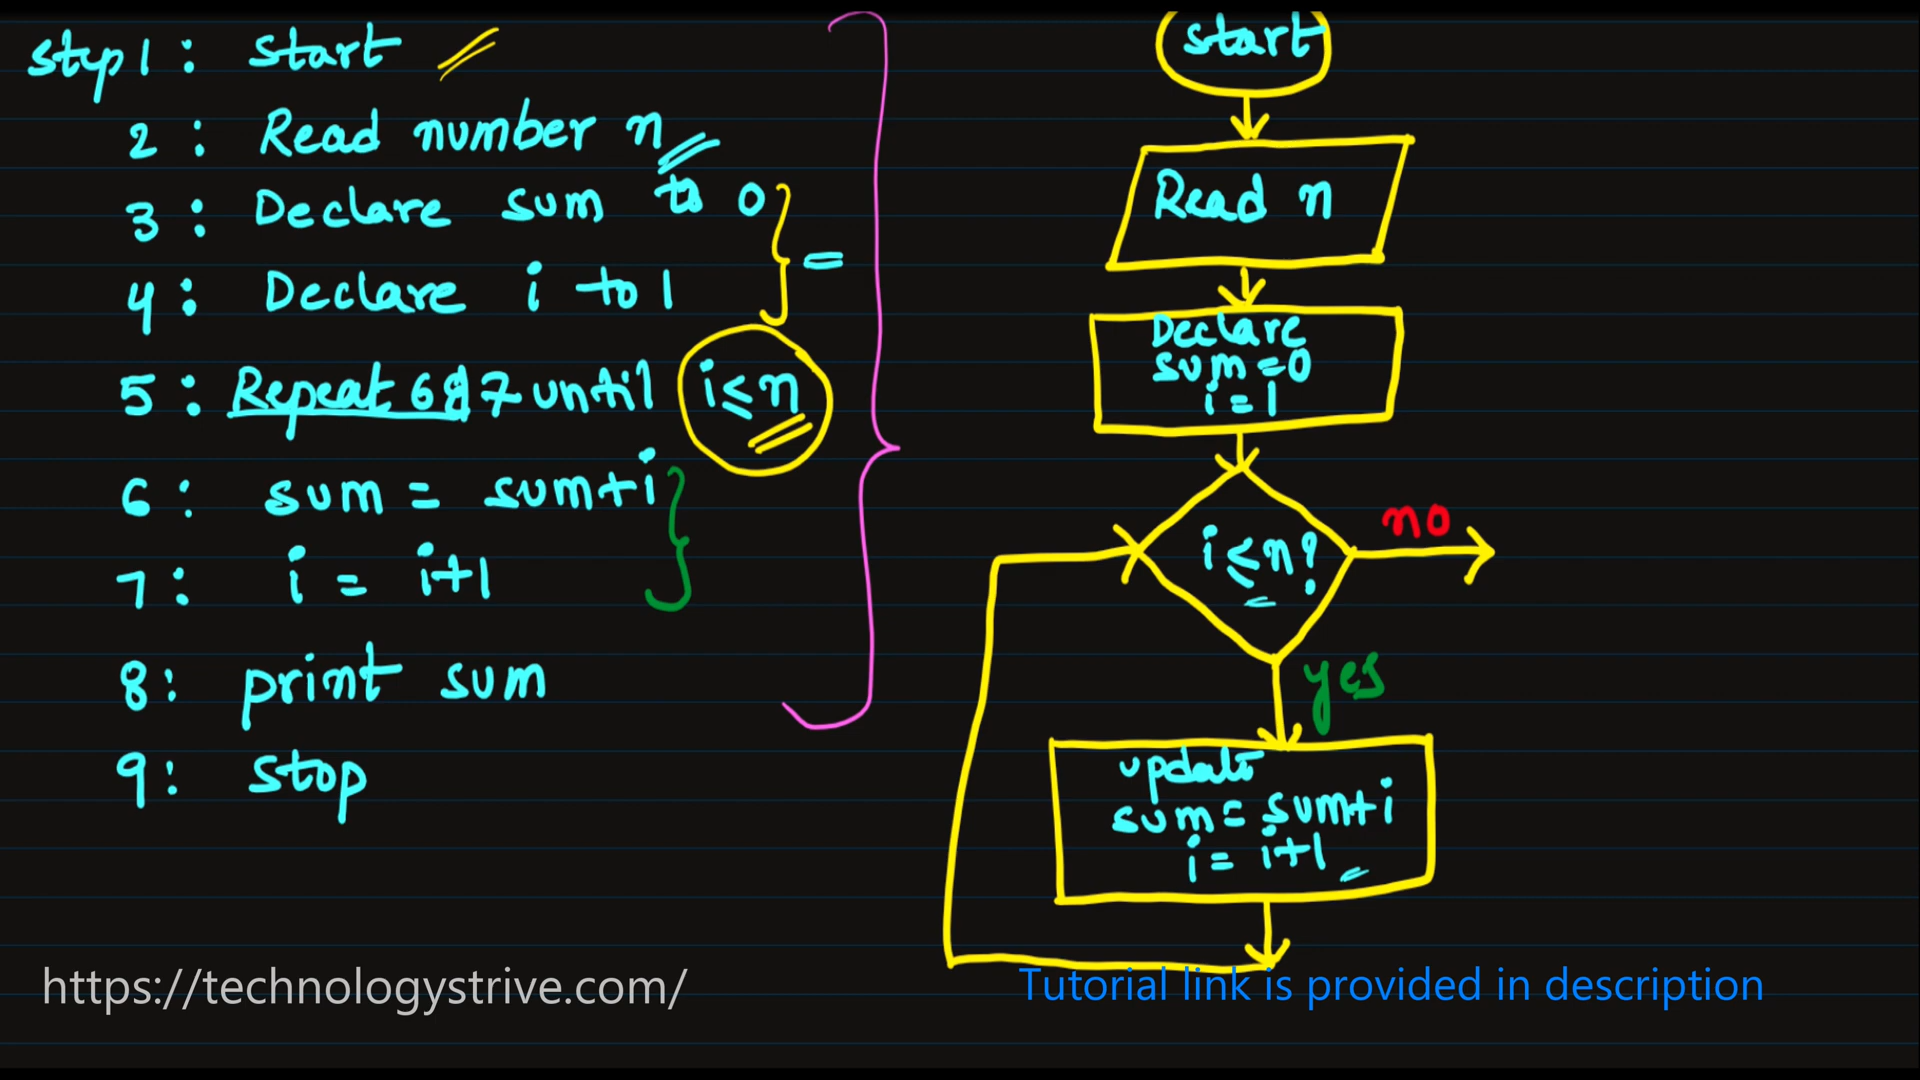 step 1 : start
2 : Read number n
3 : Declare sum to 0
4 : Declare i to 1
5 : Repeat 6 & 7 until i ≤ n
6 : sum = sum+i
7 : i = i+1
8 : print sum
9 : stop
start
Read n
Declare
sum =0
i = 1
i ≤ n?
no
yes
update
sum = sum+i
i = i+1
https://technologystrive.com/
Tutorial link is provided in description